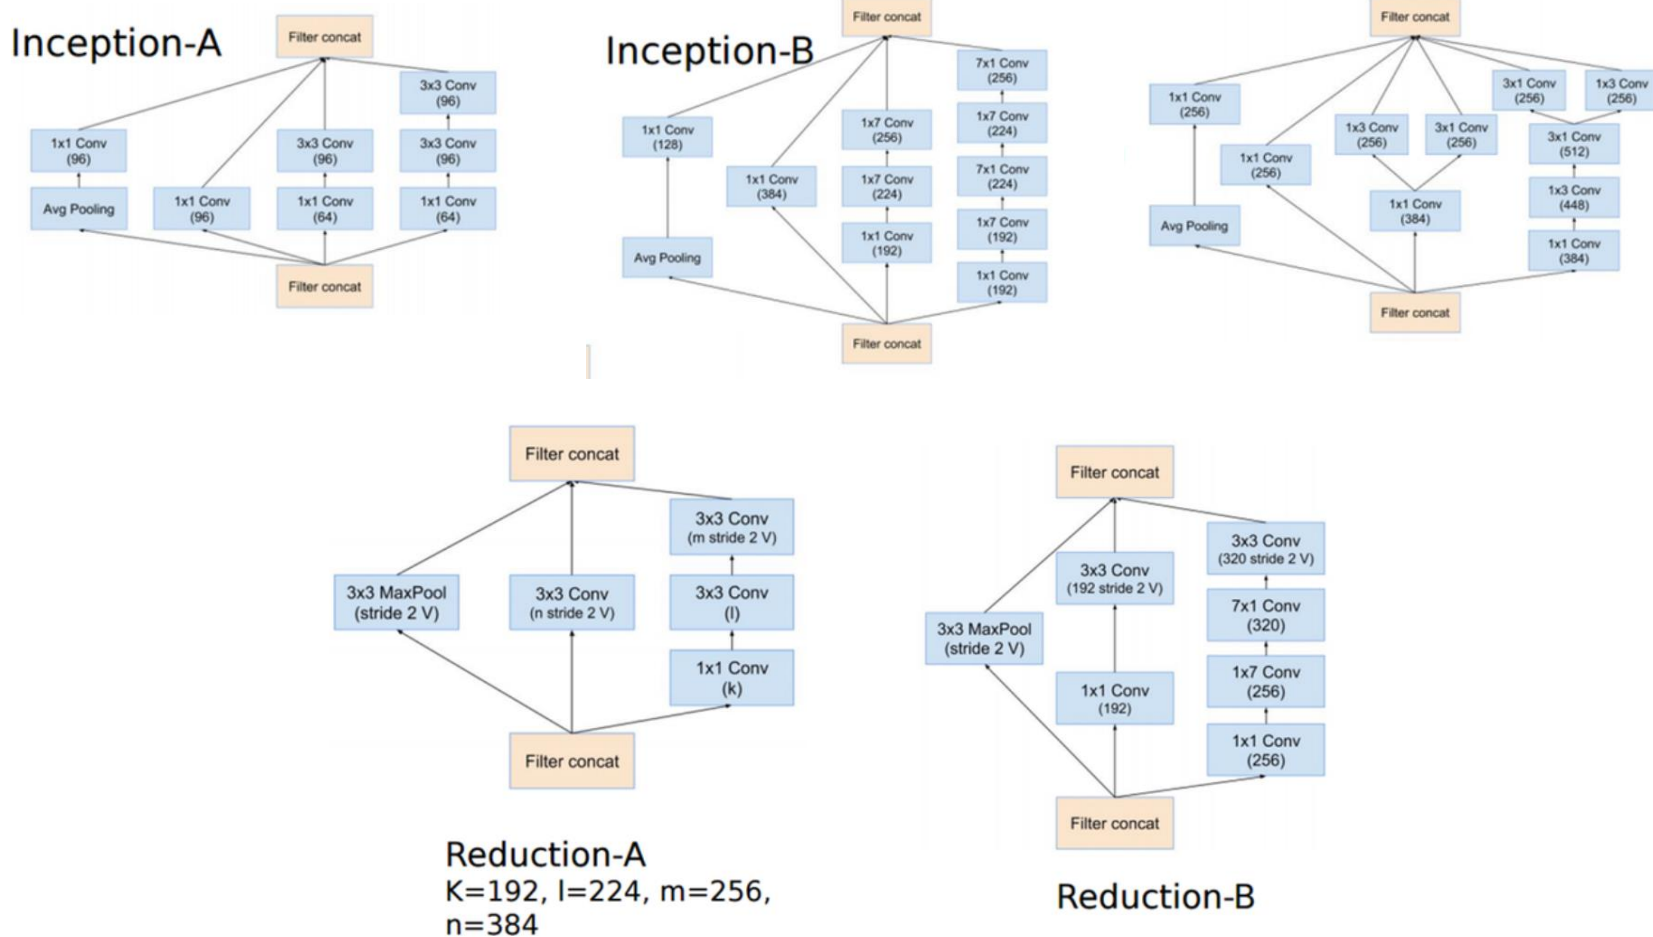 Inception-A
Filter concat
3x3 Conv
(96)
1x1 Conv
(96)
3x3 Conv
(96)
3x3 Conv
(96)
Avg Pooling
1x1 Conv
(96)
1x1 Conv
(64)
1x1 Conv
(64)
Filter concat
Inception-B
Filter concat
7x1 Conv
(256)
1x1 Conv
(128)
1x7 Conv
(256)
1x7 Conv
(224)
1x1 Conv
(384)
1x7 Conv
(224)
7x1 Conv
(224)
Avg Pooling
1x1 Conv
(192)
1x7 Conv
(192)
1x1 Conv
(192)
Filter concat
Filter concat
1x1 Conv
(256)
3x1 Conv
(256)
1x3 Conv
(256)
1x1 Conv
(256)
1x3 Conv
(256)
3x1 Conv
(256)
3x1 Conv
(512)
Avg Pooling
1x1 Conv
(384)
1x3 Conv
(448)
1x1 Conv
(384)
Filter concat
Filter concat
3x3 Conv
(m stride 2 V)
3x3 MaxPool
(stride 2 V)
3x3 Conv
(n stride 2 V)
3x3 Conv
(l)
1x1 Conv
(k)
Filter concat
Reduction-A
K=192, l=224, m=256,
n=384
Filter concat
3x3 Conv
(320 stride 2 V)
3x3 Conv
(192 stride 2 V)
7x1 Conv
(320)
3x3 MaxPool
(stride 2 V)
1x1 Conv
(192)
1x7 Conv
(256)
1x1 Conv
(256)
Filter concat
Reduction-B